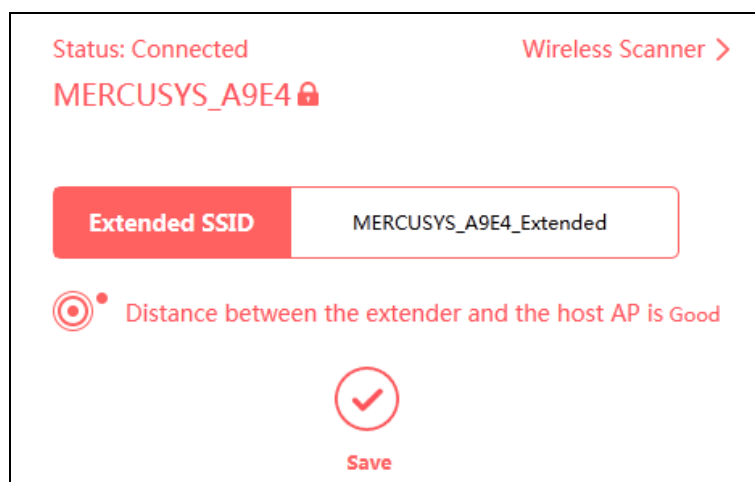 Status: Connected
Wireless Scanner
MERCUSYS_A9E4
Extended SSID
MERCUSYS_A9E4_Extended
Distance between the extender and the host AP is Good
Save